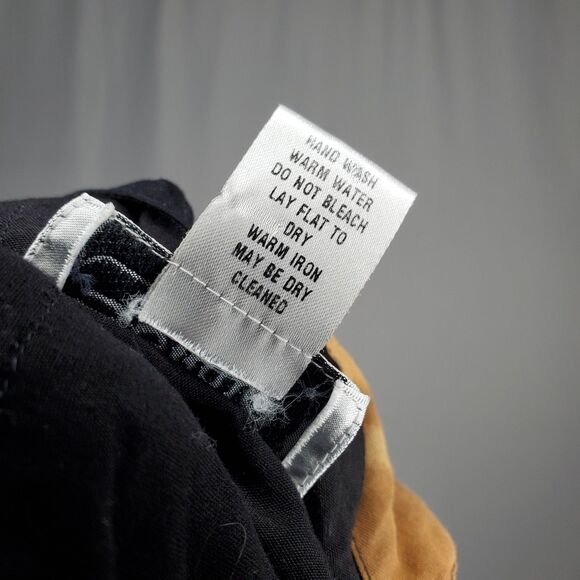 HAND WASH
WARM WATER
DO NOT BLEACH
LAY FLAT TO
DRY
WARM IRON
MAY BE DRY
CLEANED